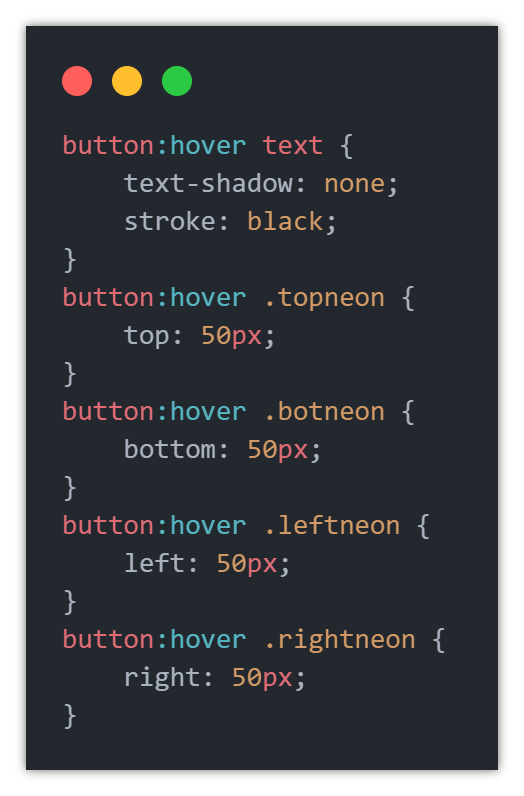 button:hover text {
    text-shadow: none;
    stroke: black;
}
button:hover .topneon {
    top: 50px;
}
button:hover .botneon {
    bottom: 50px;
}
button:hover .leftneon {
    left: 50px;
}
button:hover .rightneon {
    right: 50px;
}